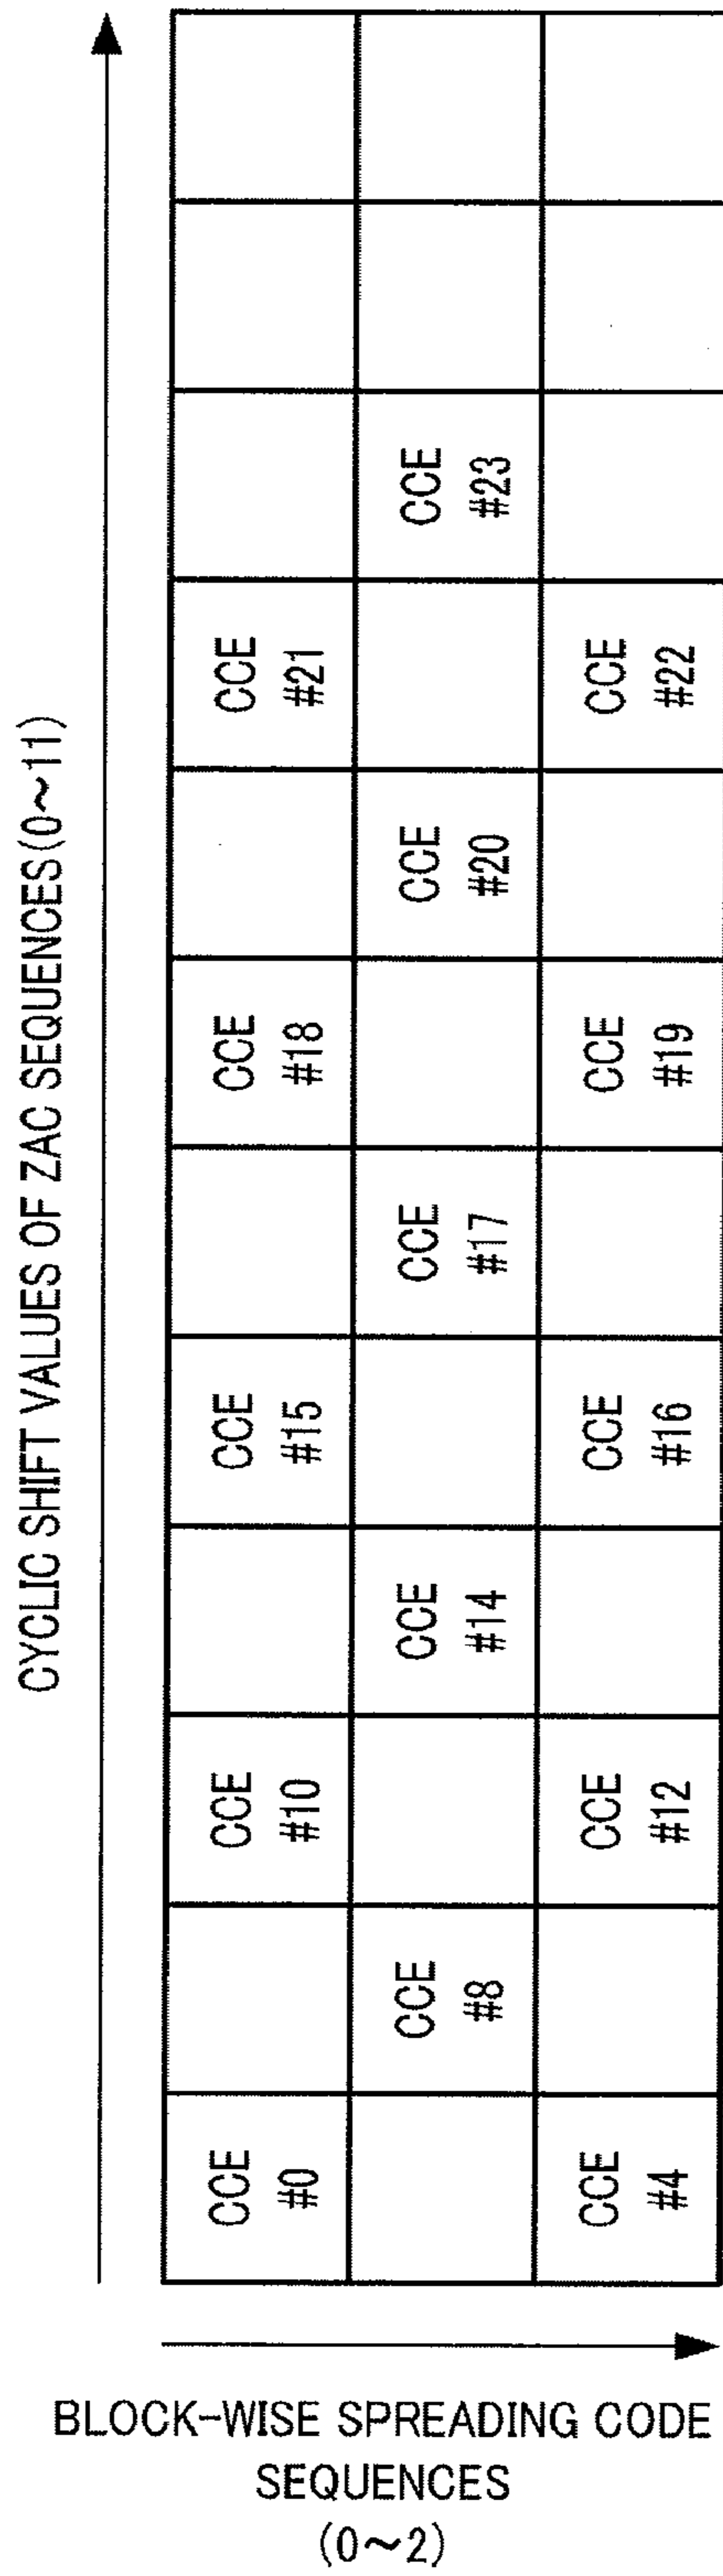 CYCLIC SHIFT VALUES OF ZAC SEQUENCES(0~11)
CCE
#23
CCE
#21
CCE
#22
CCE
#20
CCE
#18
CCE
#19
CCE
#17
CCE
#15
CCE
#16
CCE
#14
CCE
#10
CCE
#12
CCE
#8
CCE
#0
CCE
#4
BLOCK-WISE SPREADING CODE
SEQUENCES
(0~2)